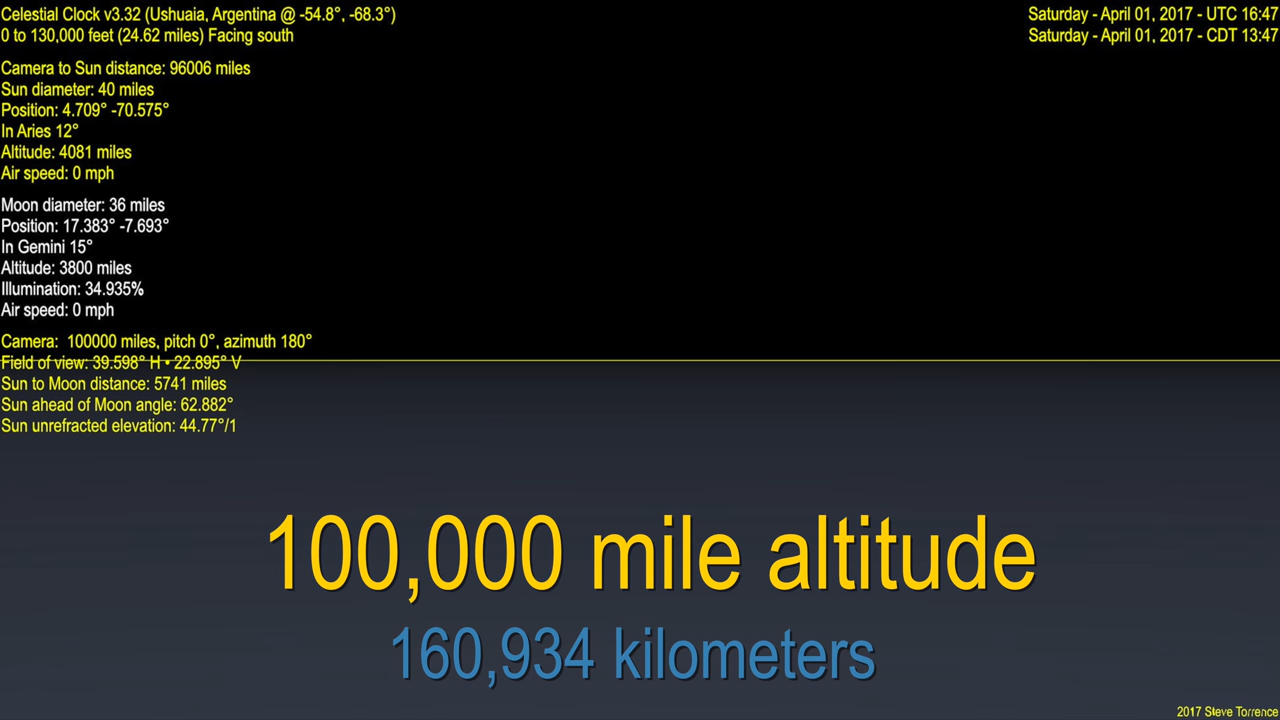 Celestial Clock v3.32 (Ushuaia, Argentina @ -54.8°, -68.3°)
0 to 130,000 feet (24.62 miles) Facing south
Saturday - April 01, 2017 - UTC 16:47
Saturday - April 01, 2017 - CDT 13:47
Camera to Sun distance: 96006 miles
Sun diameter: 40 miles
Position: 4.709° -70.575°
In Aries 12°
Altitude: 4081 miles
Air speed: 0 mph
Moon diameter: 36 miles
Position: 17.383° -7.693°
In Gemini 15°
Altitude: 3800 miles
Illumination: 34.935%
Air speed: 0 mph
Camera:  100000 miles, pitch 0°, azimuth 180°
Field of view: 39.598° H • 22.895° V
Sun to Moon distance: 5741 miles
Sun ahead of Moon angle: 62.882°
Sun unrefracted elevation: 44.77°/1
100,000 mile altitude
160,934 kilometers
2017 Steve Torrence